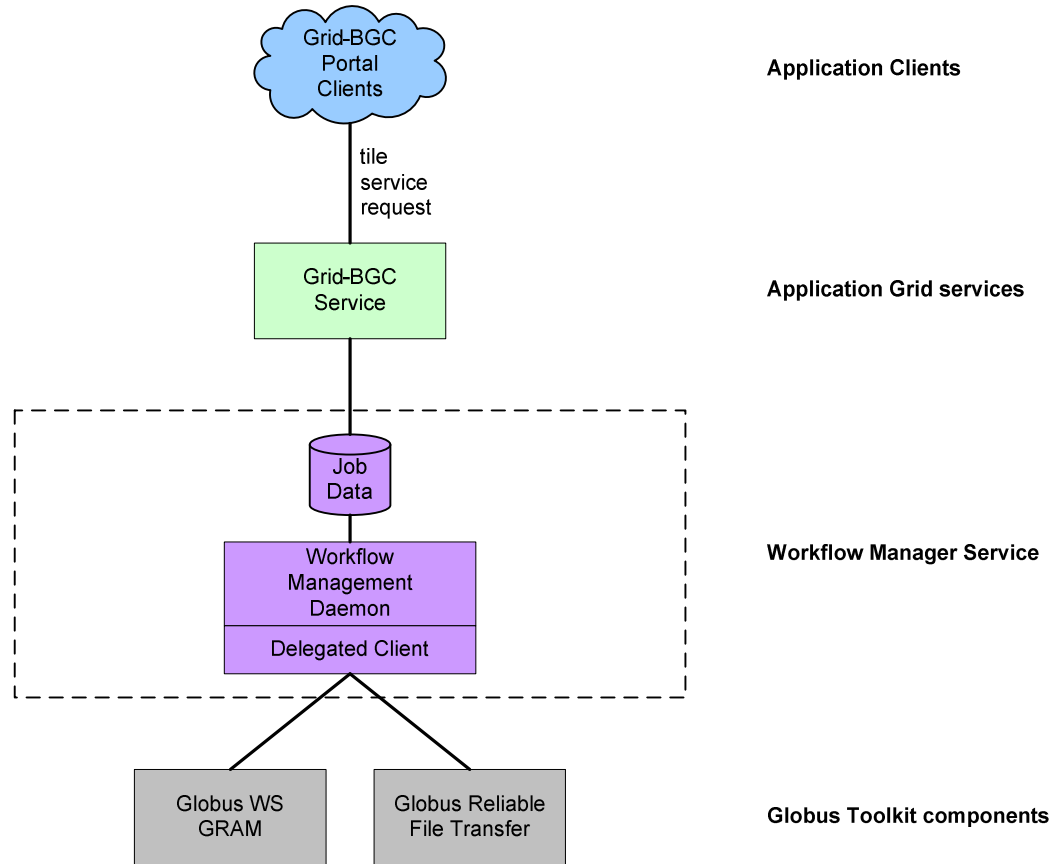 Grid-BGC
Portal
Clients
Application Clients
tile
service
request
Grid-BGC
Service
Application Grid services
Job
Data
Workflow
Management
Daemon
Workflow Manager Service
Delegated Client
Globus WS
GRAM
Globus Reliable
File Transfer
Globus Toolkit components